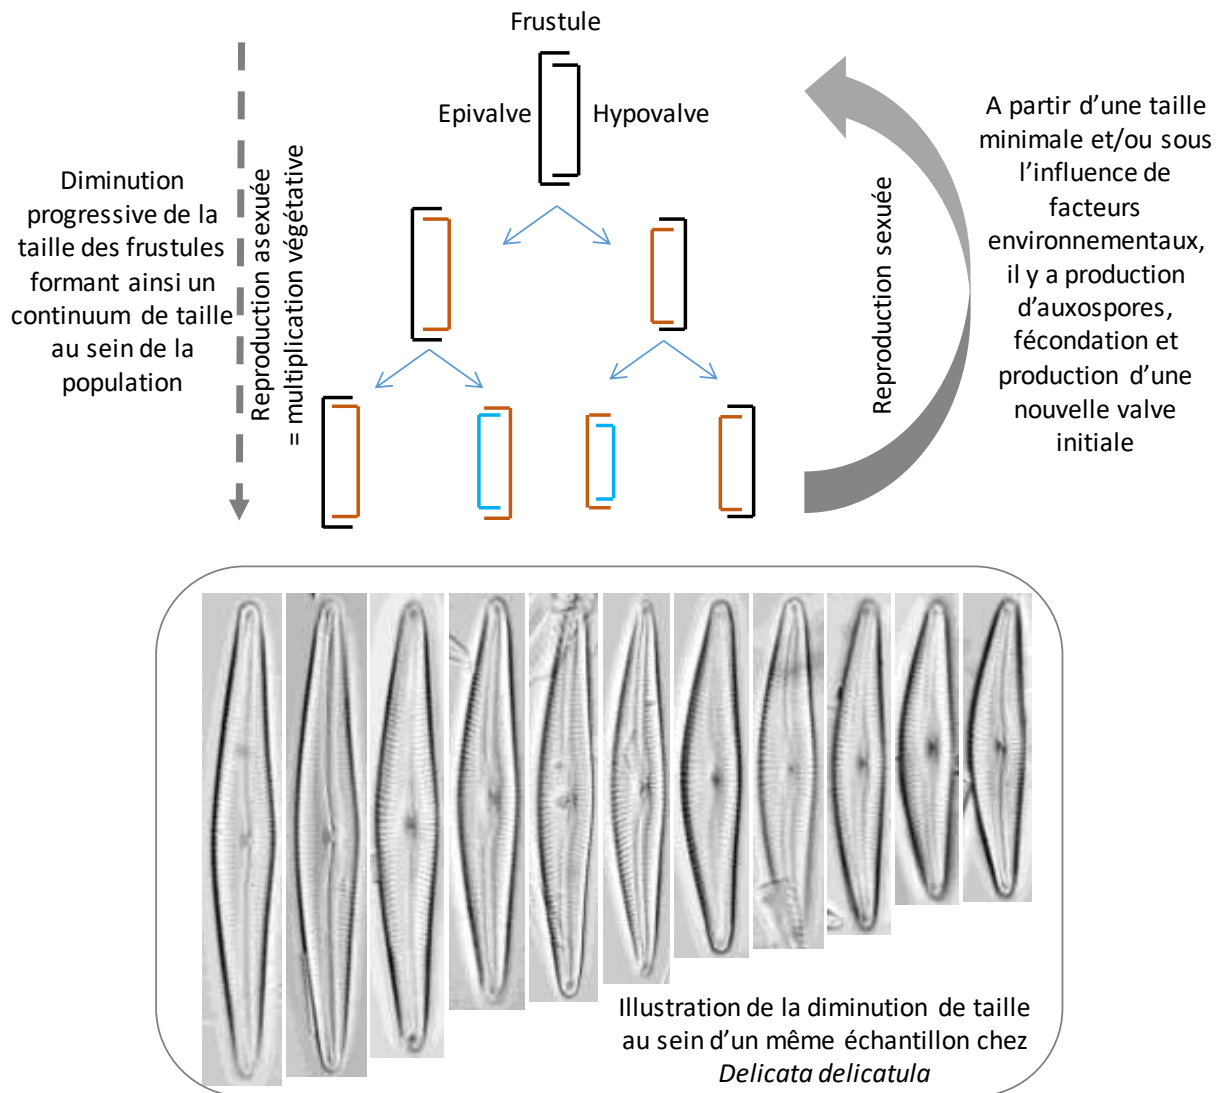 Frustule
Epivalve
Hypovalve
Diminution
progressive de la
taille des frustules
formant ainsi un
continuum de taille
au sein de la
population
Reproduction asexuée
= multiplication végétative
Reproduction sexuée
A partir d’une taille
minimale et/ou sous
l’influence de
facteurs
environnementaux,
il y a production
d’auxospores,
fécondation et
production d’une
nouvelle valve
initiale
Illustration de la diminution de taille
au sein d’un même échantillon chez
Delicata delicatula